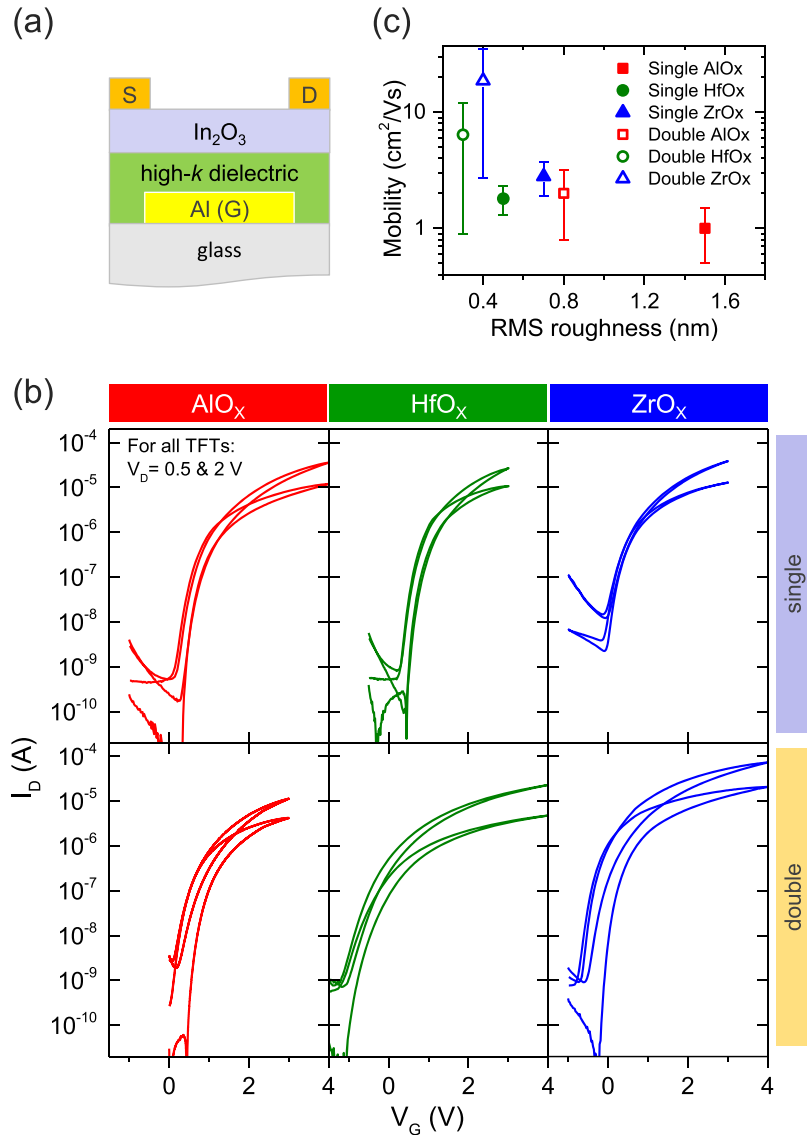 (a)
S
D
In₂O₃
high-k dielectric
Al (G)
glass
(c)
Mobility (cm²/Vs)
10
1
Single AlOx
Single HfOx
Single ZrOx
Double AlOx
Double HfOx
Double ZrOx
0.4 0.8 1.2 1.6
RMS roughness (nm)
(b)
AlOX HfOX ZrOX
For all TFTs:
VD= 0.5 & 2 V
10⁻⁴
10⁻⁵
10⁻⁶
10⁻⁷
10⁻⁸
10⁻⁹
10⁻¹⁰
single
ID (A)
10⁻⁴
10⁻⁵
10⁻⁶
10⁻⁷
10⁻⁸
10⁻⁹
10⁻¹⁰
double
0 2 4 0 2 4 0 2 4
VG (V)